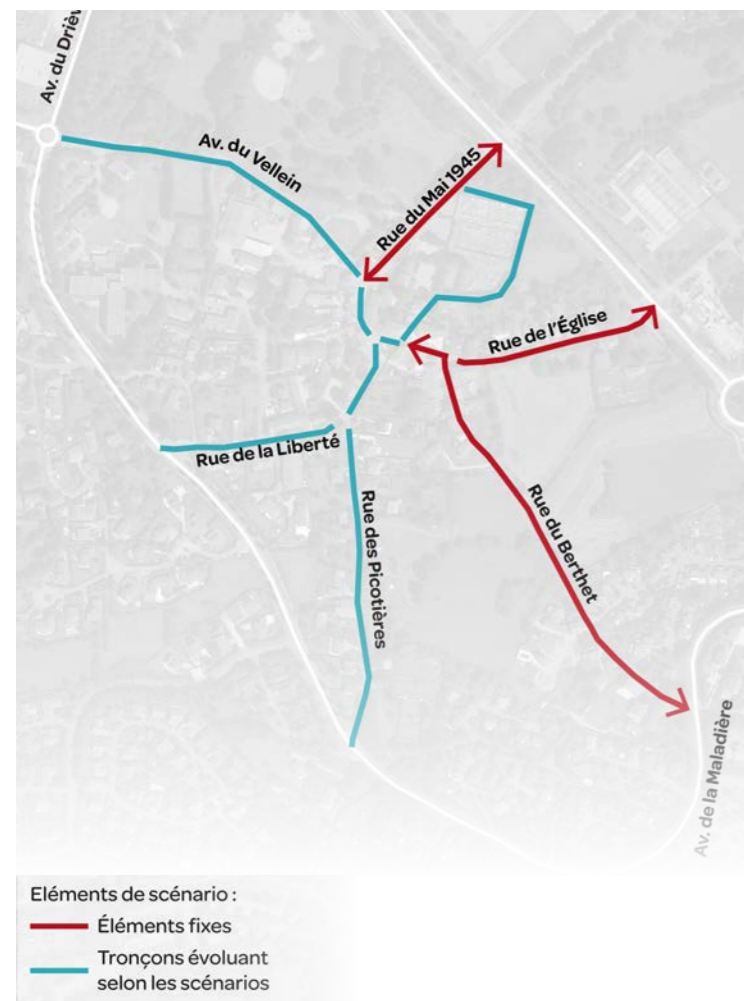 Av. du Driève
Av. du Vellein
Rue du Mai 1945
Rue de l'Église
Rue de la Liberté
Rue des Picotières
Rue du Berthet
Av. de la Maladière
Eléments de scénario :
Éléments fixes
Tronçons évoluant
selon les scénarios